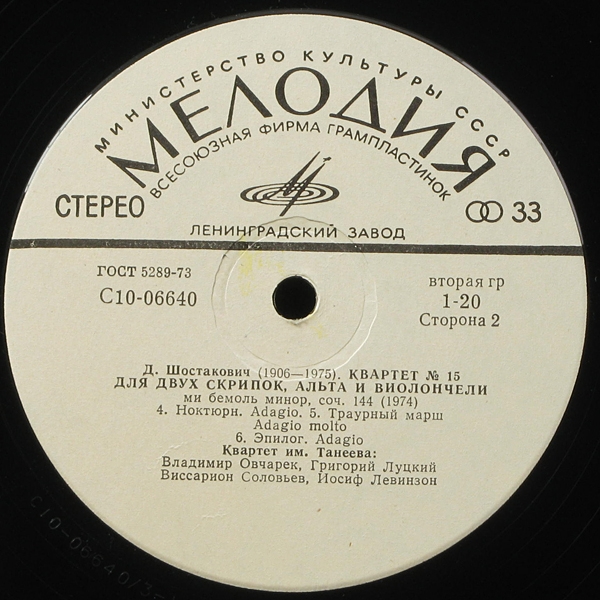 МИНИСТЕРСТВО КУЛЬТУРЫ СССР
МЕЛОДИЯ
ВСЕСОЮЗНАЯ ФИРМА ГРАМПЛАСТИНОК
СТЕРЕО
33
ЛЕНИНГРАДСКИЙ ЗАВОД
ГОСТ 5289-73
С10-06640
вторая гр
1-20
Сторона 2
Д. Шостакович (1906—1975). КВАРТЕТ № 15
ДЛЯ ДВУХ СКРИПОК, АЛЬТА И ВИОЛОНЧЕЛИ
ми бемоль минор, соч. 144 (1974)
4. Ноктюрн. Adagio. 5. Траурный марш
Adagio molto
6. Эпилог. Adagio
Квартет им. Танеева:
Владимир Овчарек, Григорий Луцкий
Виссарион Соловьев, Иосиф Левинзон
С10-06640/3-